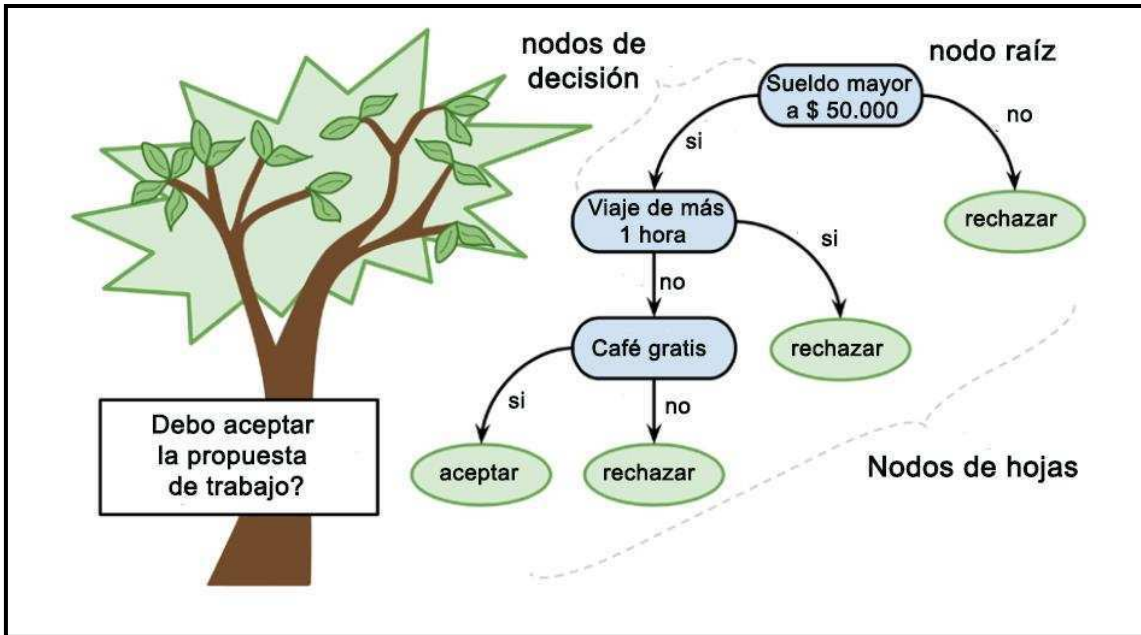 nodos de
decisión
nodo raíz
Sueldo mayor
a $ 50.000
si
no
Viaje de más
1 hora
rechazar
si
no
Café gratis
rechazar
si
no
Debo aceptar
la propuesta
de trabajo?
aceptar
rechazar
Nodos de hojas